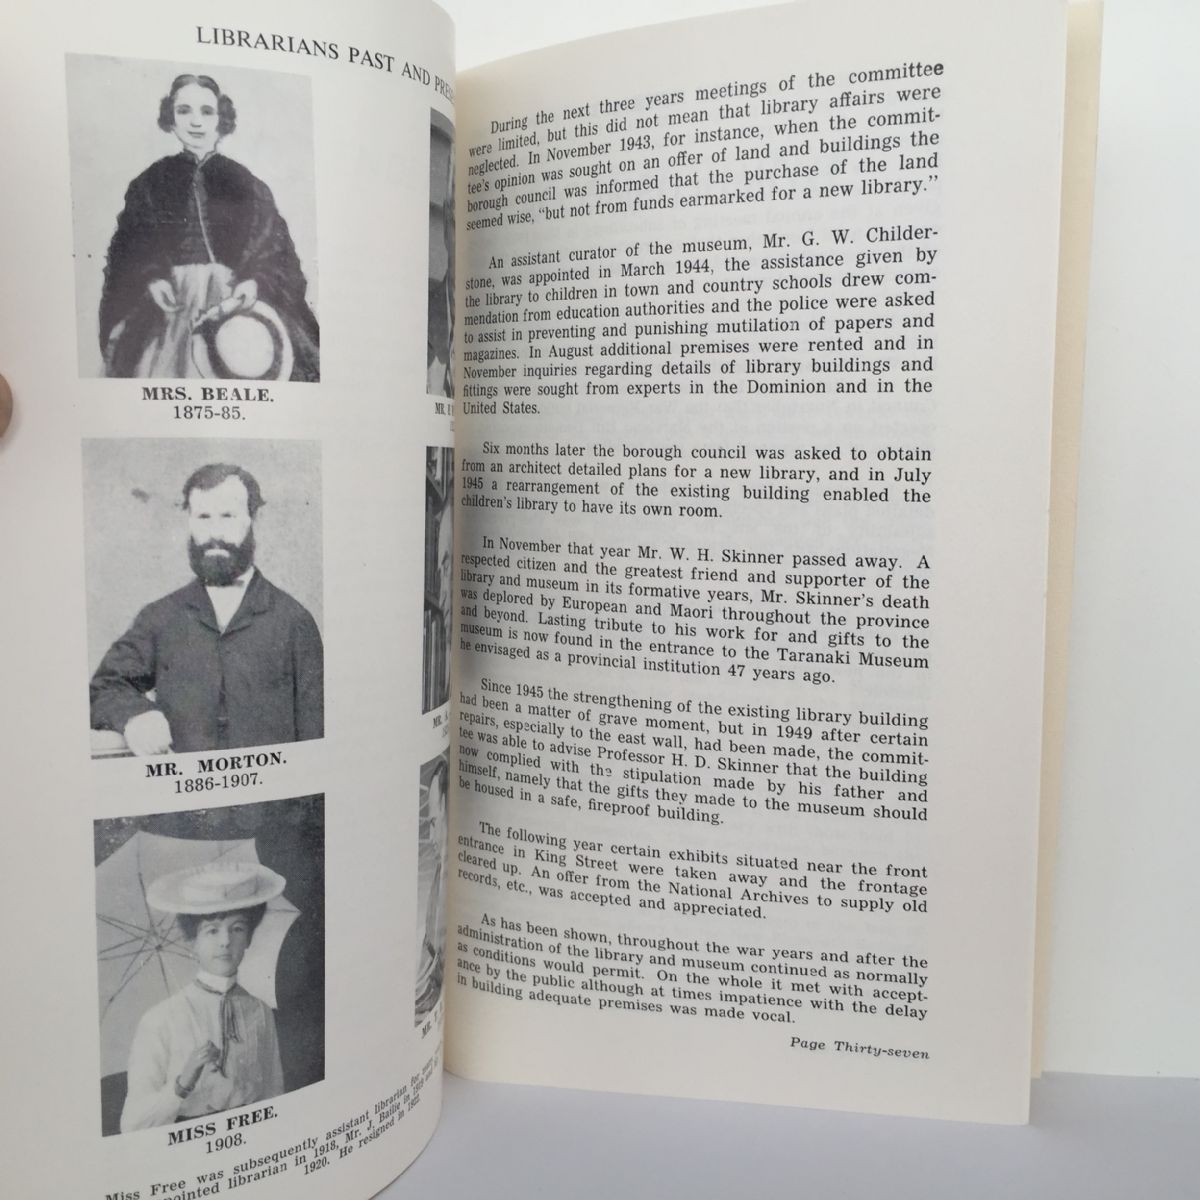 LIBRARIANS PAST AND
MRS. BEALE.
1875-85.
MR. MORTON.
1886-1907.
MISS FREE.
1908.
Miss Free was subsequently assistant librarian for many
librarian in 1918, Mr. J. Bailie in 1919 and
1920. He resigned in
MR.
MR.
MR.
During the next three years meetings of the committee
were limited, but this did not mean that library affairs were
neglected. In November 1943, for instance, when the commit-
tee's opinion was sought on an offer of land and buildings the
borough council was informed that the purchase of the land
seemed wise, "but not from funds earmarked for a new library."
An assistant curator of the museum, Mr. G. W. Childer-
stone, was appointed in March 1944, the assistance given by
the library to children in town and country schools drew com-
mendation from education authorities and the police were asked
to assist in preventing and punishing mutilation of papers and
magazines. In August additional premises were rented and in
November inquiries regarding details of library buildings and
fittings were sought from experts in the Dominion and in the
United States.
Six months later the borough council was asked to obtain
from an architect detailed plans for a new library, and in July
1945 a rearrangement of the existing building enabled the
children's library to have its own room.
In November that year Mr. W. H. Skinner passed away. A
respected citizen and the greatest friend and supporter of the
library and museum in its formative years, Mr. Skinner's death
was deplored by European and Maori throughout the province
and beyond. Lasting tribute to his work for and gifts to the
museum is now found in the entrance to the Taranaki Museum
he envisaged as a provincial institution 47 years ago.
Since 1945 the strengthening of the existing library building
had been a matter of grave moment, but in 1949 after certain
repairs, especially to the east wall, had been made, the commit-
tee was able to advise Professor H. D. Skinner that the building
now complied with the stipulation made by his father and
himself, namely that the gifts they made to the museum should
be housed in a safe, fireproof building.
The following year certain exhibits situated near the front
entrance in King Street were taken away and the frontage
cleared up. An offer from the National Archives to supply old
records, etc., was accepted and appreciated.
As has been shown, throughout the war years and after the
administration of the library and museum continued as normally
as conditions would permit. On the whole it met with accept-
ance by the public although at times impatience with the delay
in building adequate premises was made vocal.
Page Thirty-seven